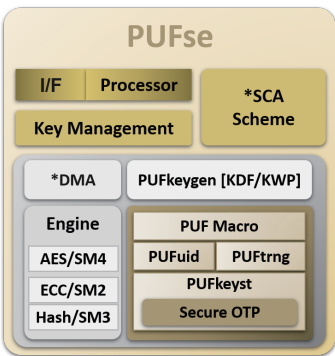 PUFse
I/F
Processor
*SCA
Scheme
Key Management
*DMA
PUFkeygen [KDF/KWP]
Engine
AES/SM4
ECC/SM2
Hash/SM3
PUF Macro
PUFuid
PUFtrng
PUFkeyst
Secure OTP